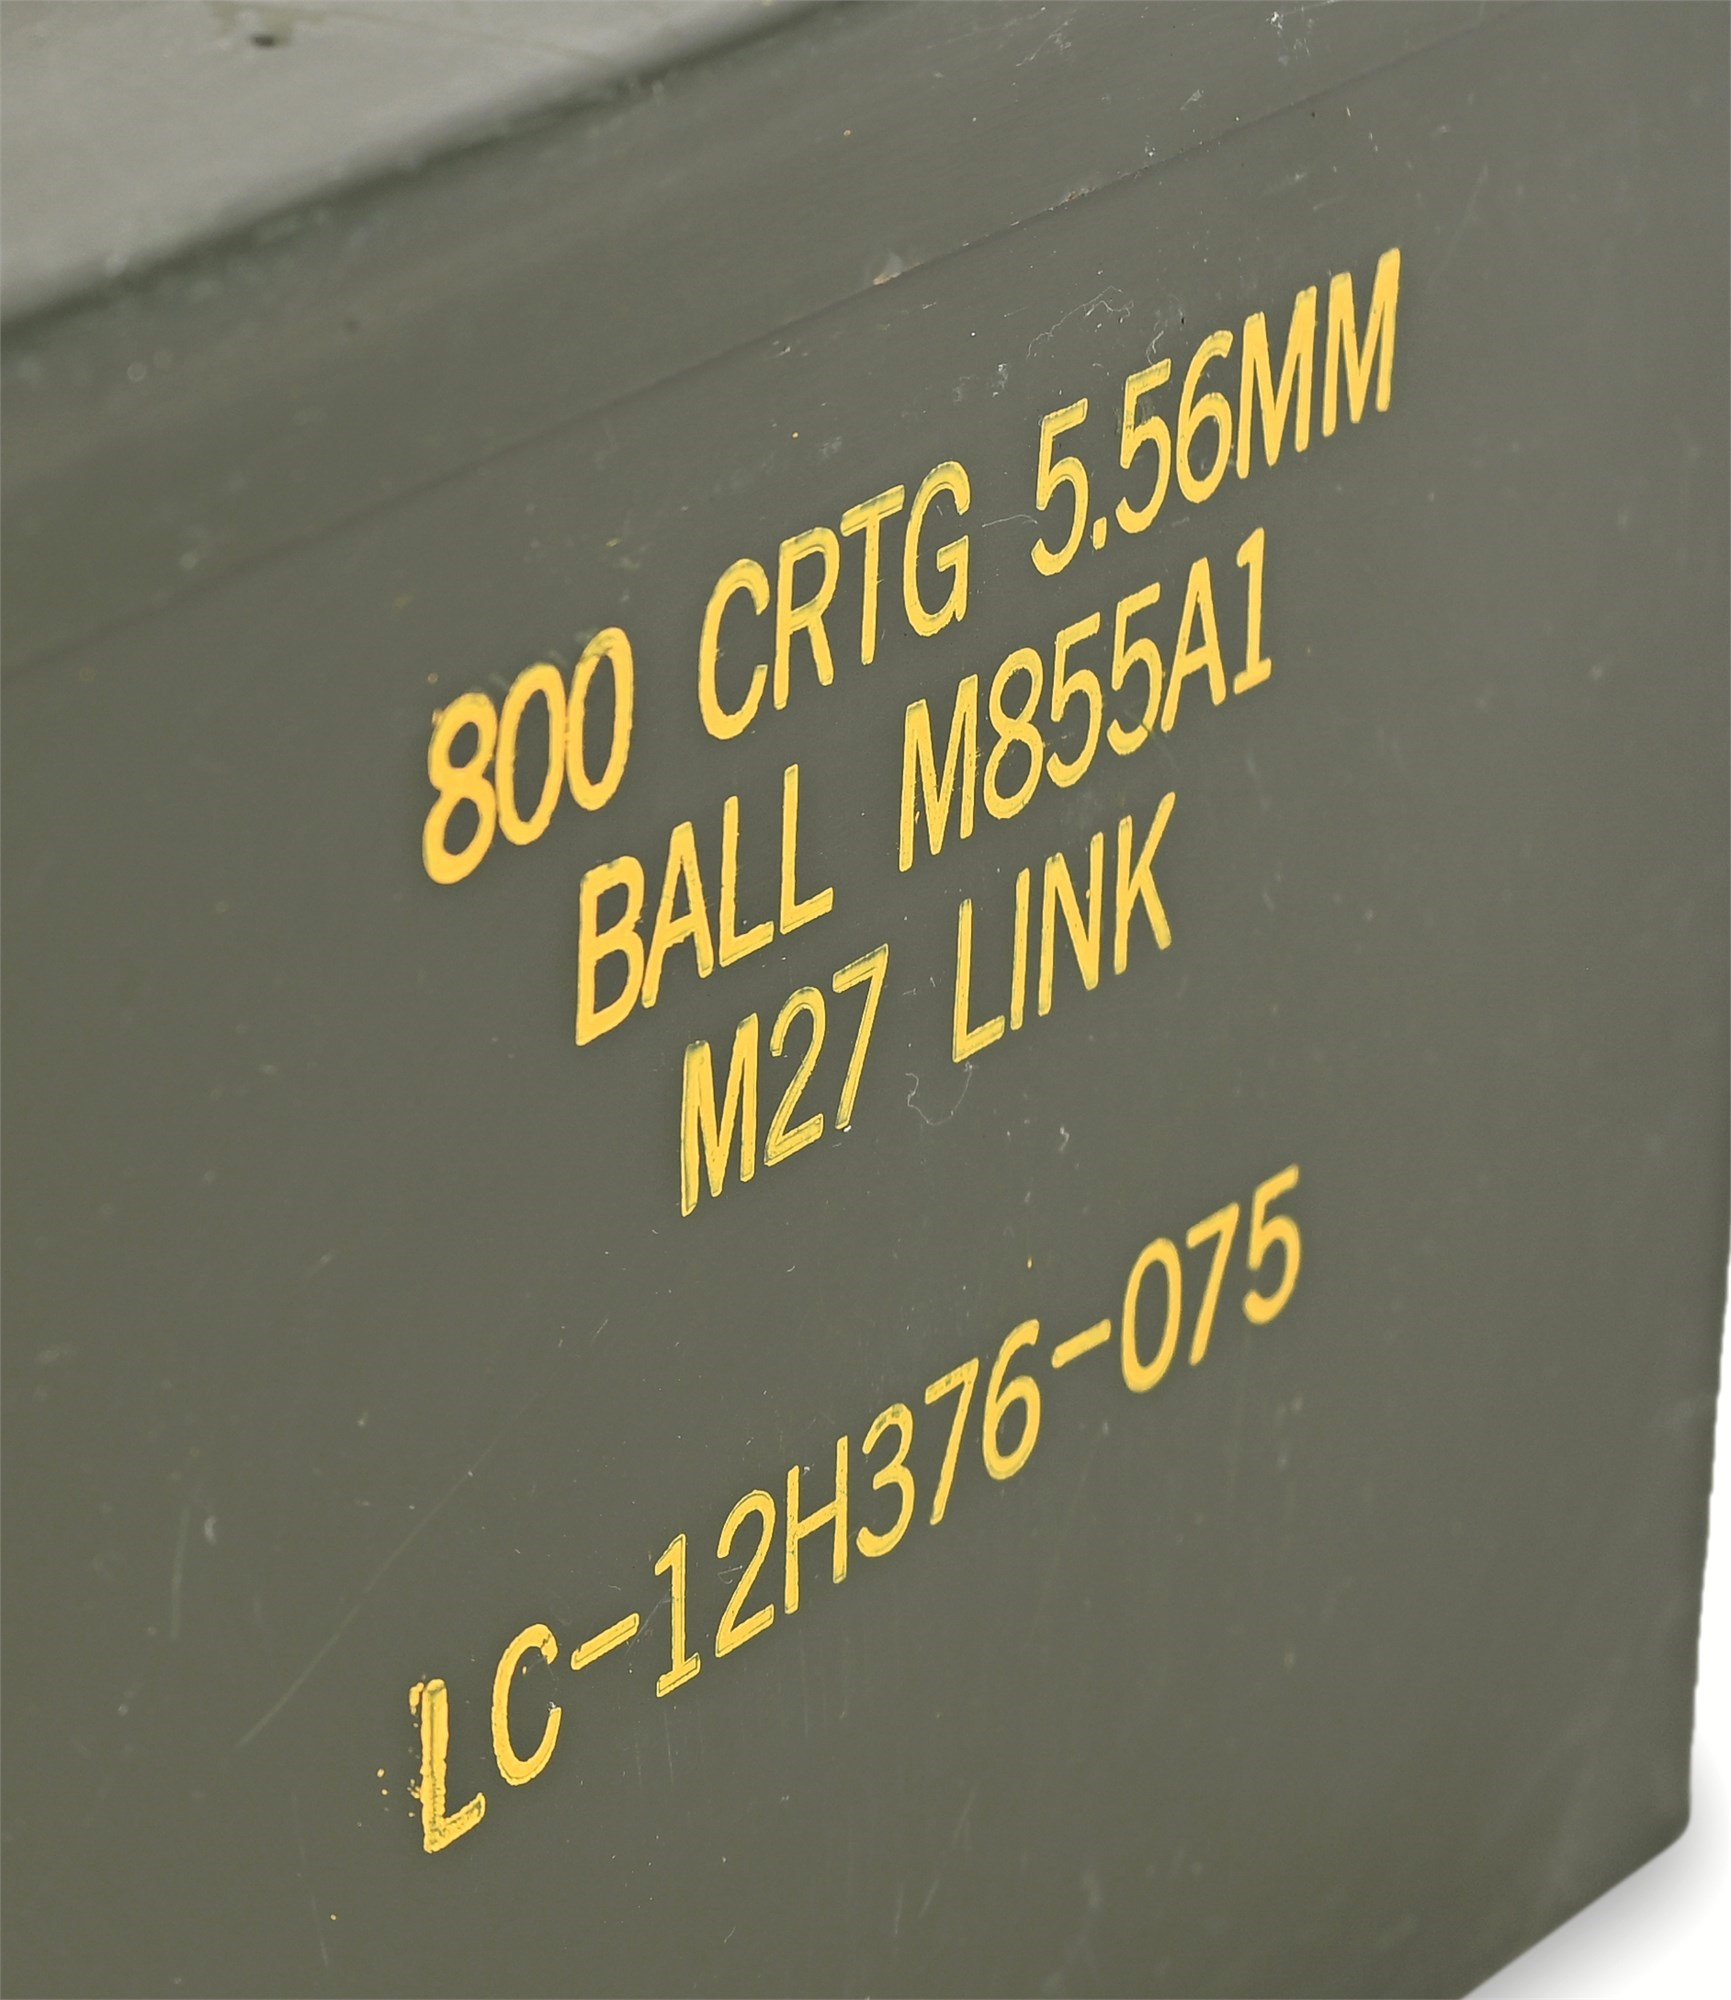 800 CRTG 5.56MM
BALL M855A1
M27 LINK
LC-12H376-075